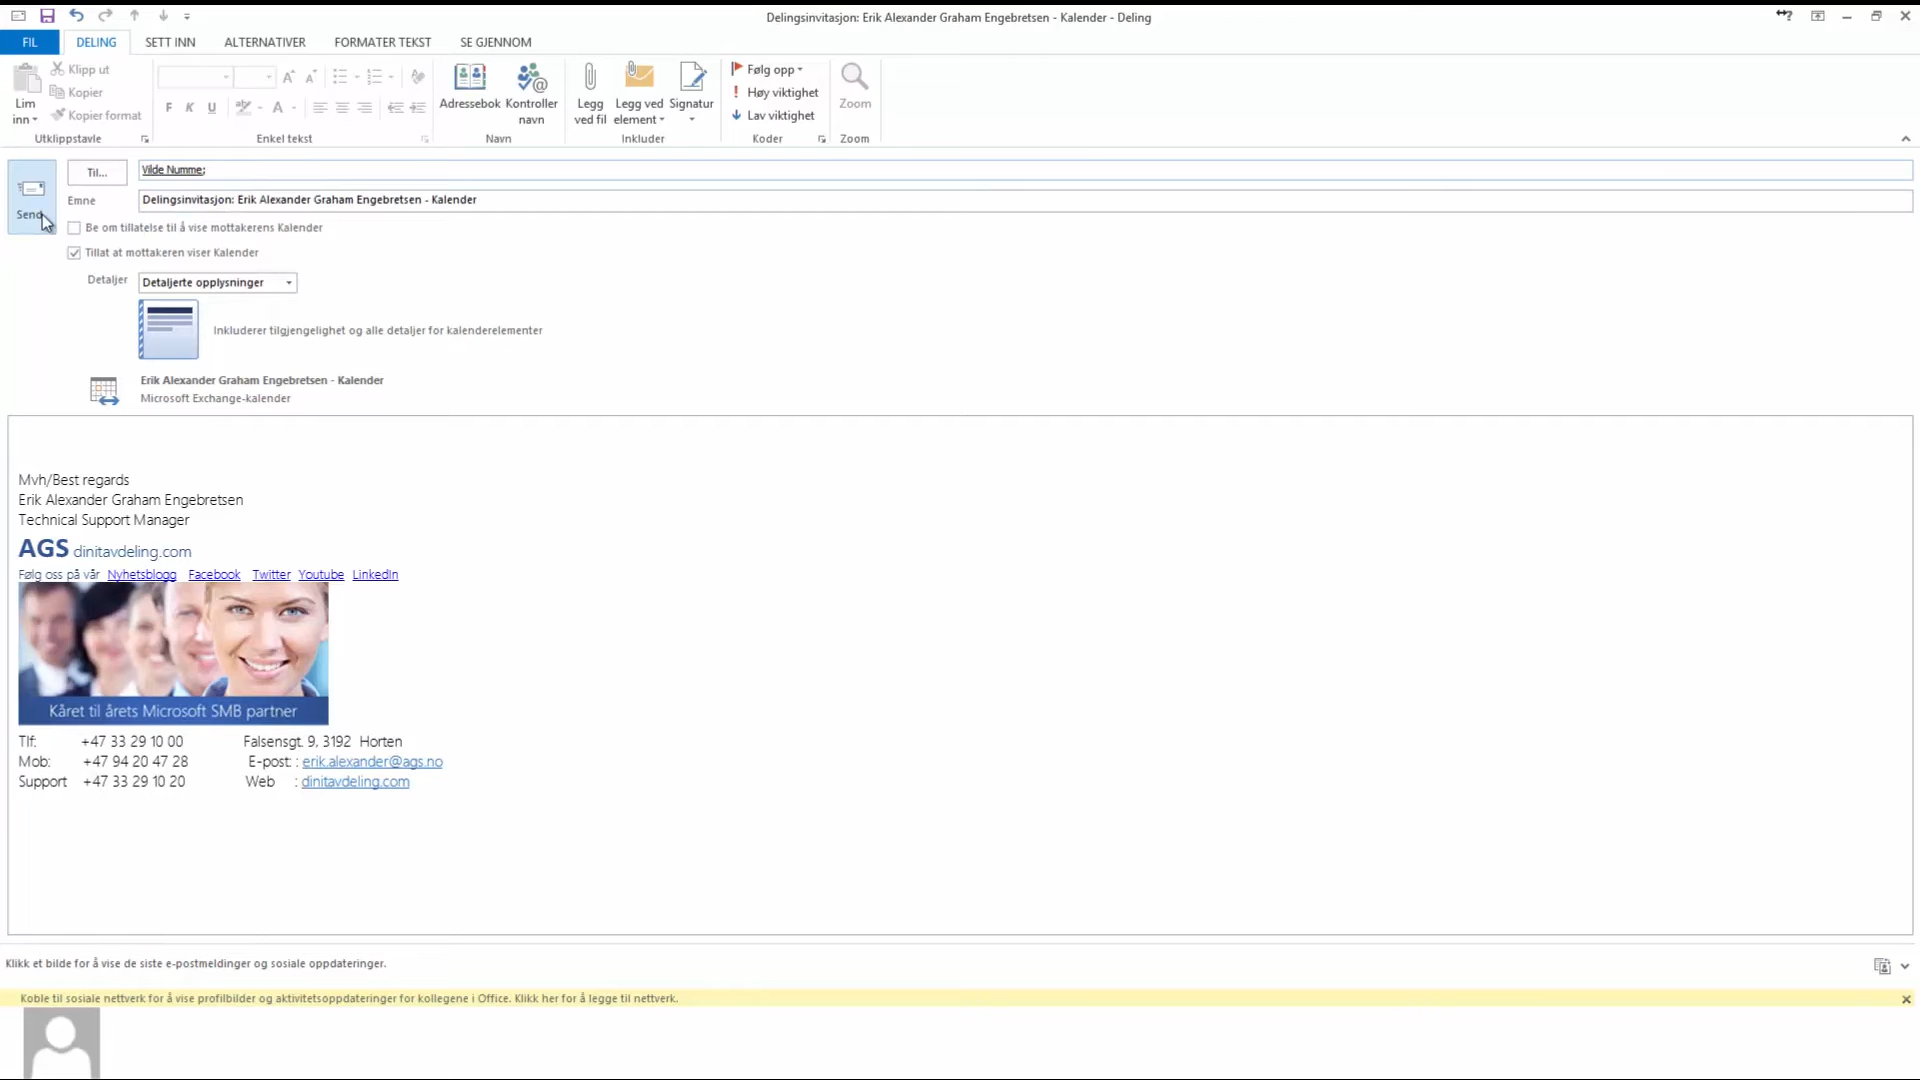 Delingsinvitasjon: Erik Alexander Graham Engebretsen - Kalender - Deling
FIL DELING SETT INN ALTERNATIVER FORMATER TEKST SE GJENNOM
Lim inn
Klipp ut
Kopier
Kopier format
Utklippstavle
F K U
Enkel tekst
Adressebok
Kontroller navn
Navn
Legg ved fil
Legg ved element
Signatur
Inkluder
Følg opp
Høy viktighet
Lav viktighet
Koder
Zoom
Zoom
Send
Til...
Vilde Numme;
Emne
Delingsinvitasjon: Erik Alexander Graham Engebretsen - Kalender
Be om tillatelse til å vise mottakerens Kalender
Tillat at mottakeren viser Kalender
Detaljer
Detaljerte opplysninger
Inkluderer tilgjengelighet og alle detaljer for kalenderelementer
Erik Alexander Graham Engebretsen - Kalender
Microsoft Exchange-kalender
Mvh/Best regards
Erik Alexander Graham Engebretsen
Technical Support Manager
AGS dinitavdeling.com
Følg oss på vår Nyhetsblogg Facebook Twitter Youtube LinkedIn
Kåret til årets Microsoft SMB partner
Tlf: +47 33 29 10 00 Falsensgt. 9, 3192 Horten
Mob: +47 94 20 47 28 E-post: : erik.alexander@ags.no
Support +47 33 29 10 20 Web : dinitavdeling.com
Klikk et bilde for å vise de siste e-postmeldinger og sosiale oppdateringer.
Koble til sosiale nettverk for å vise profilbilder og aktivitetsoppdateringer for kollegene i Office. Klikk her for å legge til nettverk.